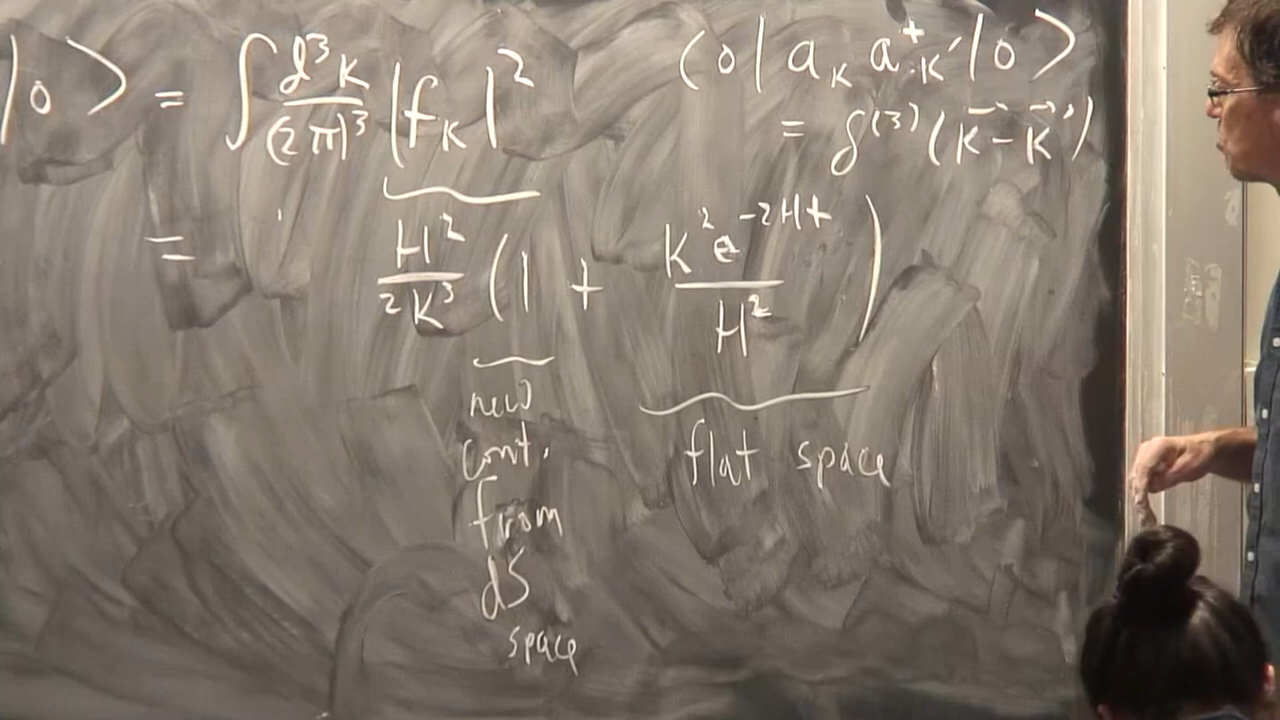 |0⟩ = ∫ d³k/(2π)³ |f_k|²
⟨0| a_k a⁺_k' |0⟩
= δ⁽³⁾(k⃗ - k⃗')
= H²/2k³ (1 + k² e^{-2Ht}/H²)
new
cont.
from
dS
space
flat space